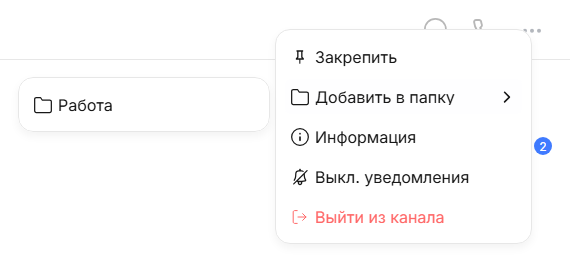 Закрепить
Добавить в папку
Работа
Информация
2
Выкл. уведомления
Выйти из канала